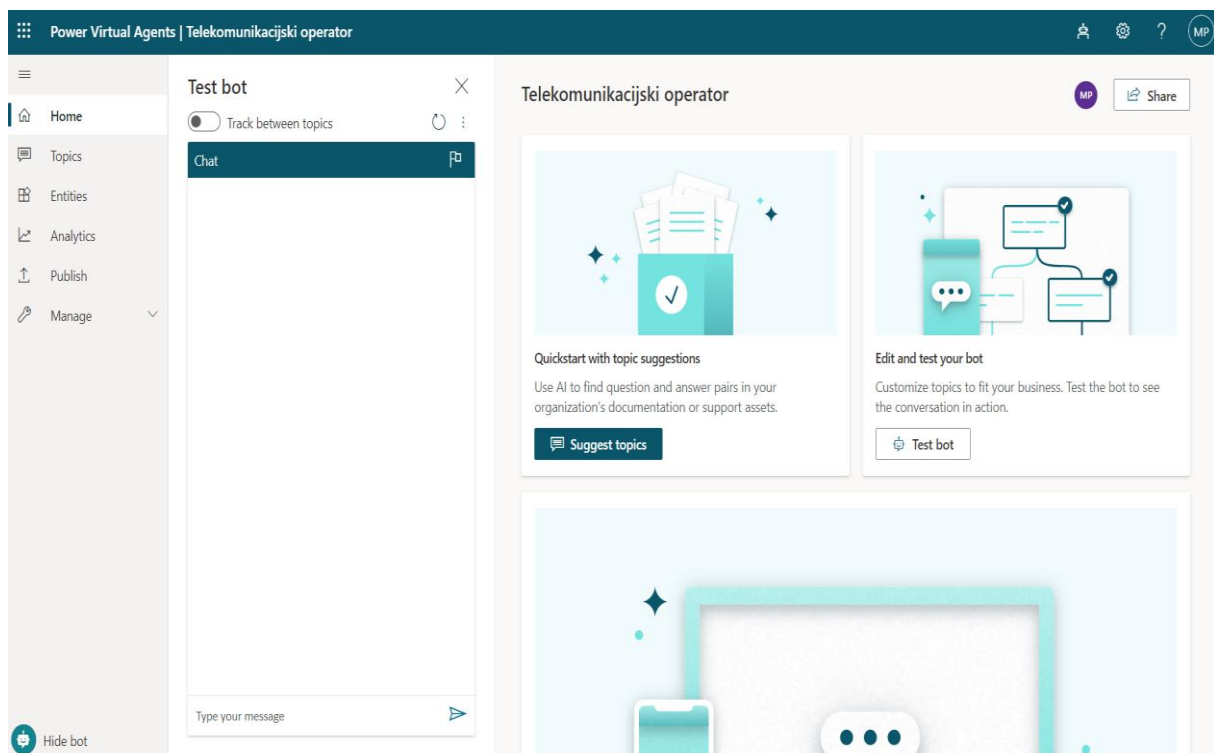 Power Virtual Agents | Telekomunikacijski operator
?
MP
Home
Topics
Entities
Analytics
Publish
Manage
Hide bot
Test bot
Track between topics
Chat
Type your message
Telekomunikacijski operator
MP
Share
Quickstart with topic suggestions
Use AI to find question and answer pairs in your
organization's documentation or support assets.
Suggest topics
Edit and test your bot
Customize topics to fit your business. Test the bot to see
the conversation in action.
Test bot